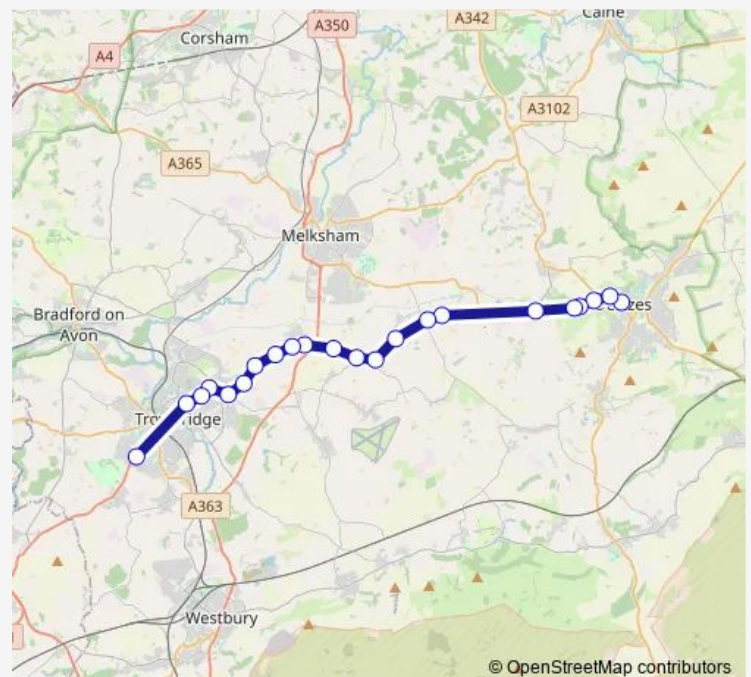 A350
A342
Calne
Corsham
A4
A3102
A365
Melksham
Bradford on
Avon
A363
Westbury
© OpenStreetMap contributors